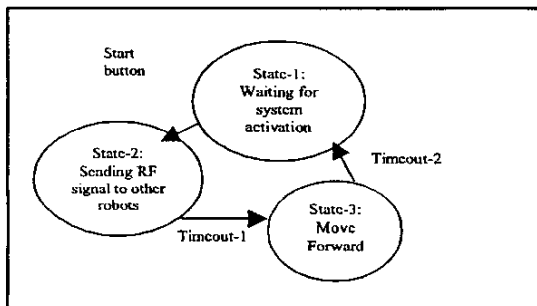 Start
button
State-1:
Waiting for
system
activation
State-2:
Sending RF
signal to other
robots
Timeout-2
Timeout-1
State-3:
Move
Forward